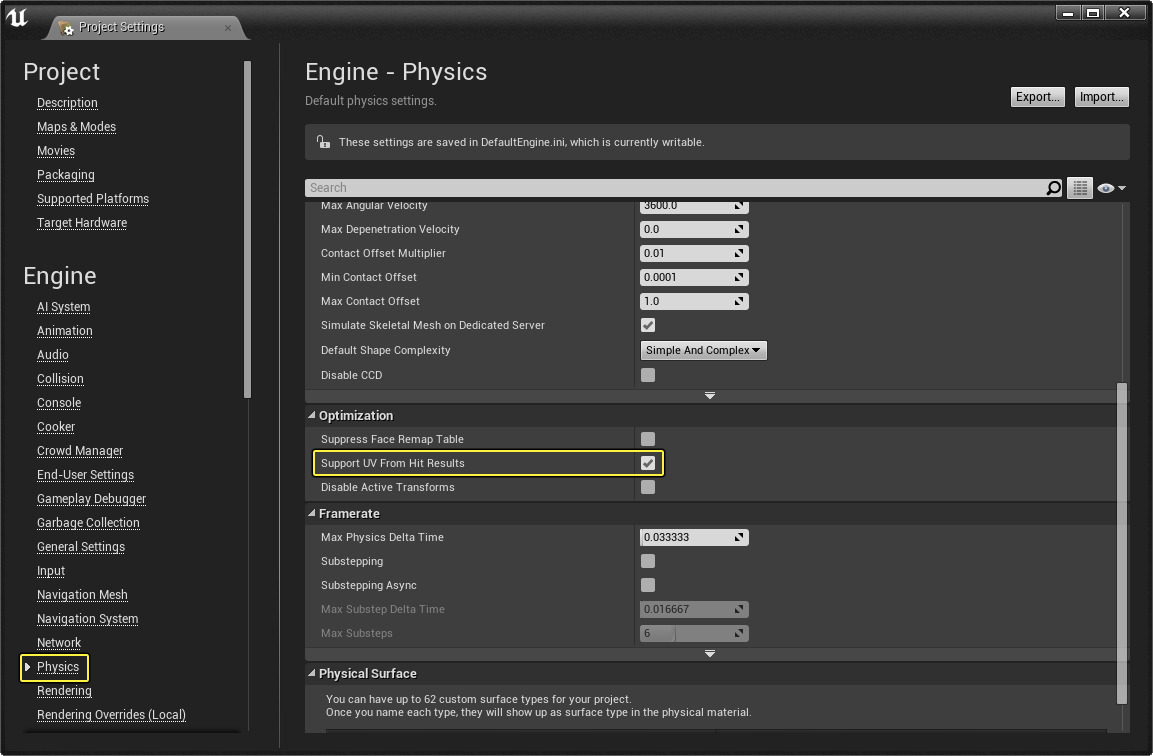 Project Settings
Project
Description
Maps & Modes
Movies
Packaging
Supported Platforms
Target Hardware
Engine
AI System
Animation
Audio
Collision
Console
Cooker
Crowd Manager
End-User Settings
Gameplay Debugger
Garbage Collection
General Settings
Input
Navigation Mesh
Navigation System
Network
Physics
Rendering
Rendering Overrides (Local)
Engine - Physics
Default physics settings.
Export... Import...
These settings are saved in DefaultEngine.ini, which is currently writable.
Search
Max Angular Velocity 3600.0
Max Depenetration Velocity 0.0
Contact Offset Multiplier 0.01
Min Contact Offset 0.0001
Max Contact Offset 1.0
Simulate Skeletal Mesh on Dedicated Server
Default Shape Complexity Simple And Complex
Disable CCD
Optimization
Suppress Face Remap Table
Support UV From Hit Results
Disable Active Transforms
Framerate
Max Physics Delta Time 0.033333
Substepping
Substepping Async
Max Substep Delta Time 0.016667
Max Substeps 6
Physical Surface
You can have up to 62 custom surface types for your project.
Once you name each type, they will show up as surface type in the physical material.